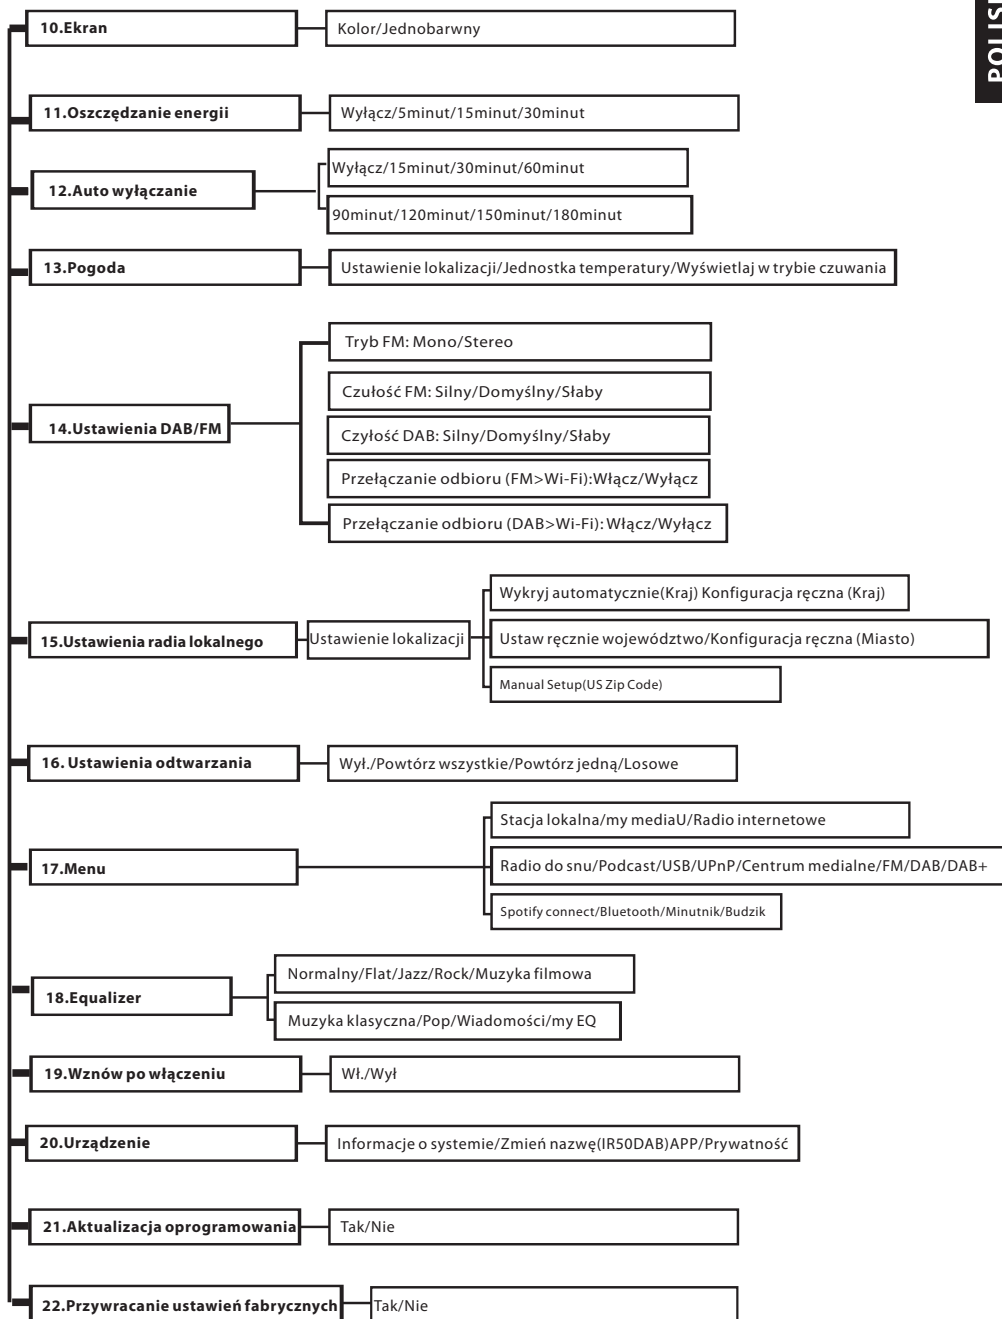 POLISH
10.Ekran
Kolor/Jednobarwny
11.Oszczędzanie energii
Wyłącz/5minut/15minut/30minut
12.Auto wyłączanie
Wyłącz/15minut/30minut/60minut
90minut/120minut/150minut/180minut
13.Pogoda
Ustawienie lokalizacji/Jednostka temperatury/Wyświetlaj w trybie czuwania
14.Ustawienia DAB/FM
Tryb FM: Mono/Stereo
Czułość FM: Silny/Domyślny/Słaby
Czyłość DAB: Silny/Domyślny/Słaby
Przełączanie odbioru (FM>Wi-Fi):Włącz/Wyłącz
Przełączanie odbioru (DAB>Wi-Fi): Włącz/Wyłącz
15.Ustawienia radia lokalnego
Ustawienie lokalizacji
Wykryj automatycznie(Kraj) Konfiguracja ręczna (Kraj)
Ustaw ręcznie województwo/Konfiguracja ręczna (Miasto)
Manual Setup(US Zip Code)
16. Ustawienia odtwarzania
Wył./Powtórz wszystkie/Powtórz jedną/Losowe
17.Menu
Stacja lokalna/my mediaU/Radio internetowe
Radio do snu/Podcast/USB/UPnP/Centrum medialne/FM/DAB/DAB+
Spotify connect/Bluetooth/Minutnik/Budzik
18.Equalizer
Normalny/Flat/Jazz/Rock/Muzyka filmowa
Muzyka klasyczna/Pop/Wiadomości/my EQ
19.Wznów po włączeniu
Wł./Wył
20.Urządzenie
Informacje o systemie/Zmień nazwę(IR50DAB)APP/Prywatność
21.Aktualizacja oprogramowania
Tak/Nie
22.Przywracanie ustawień fabrycznych
Tak/Nie